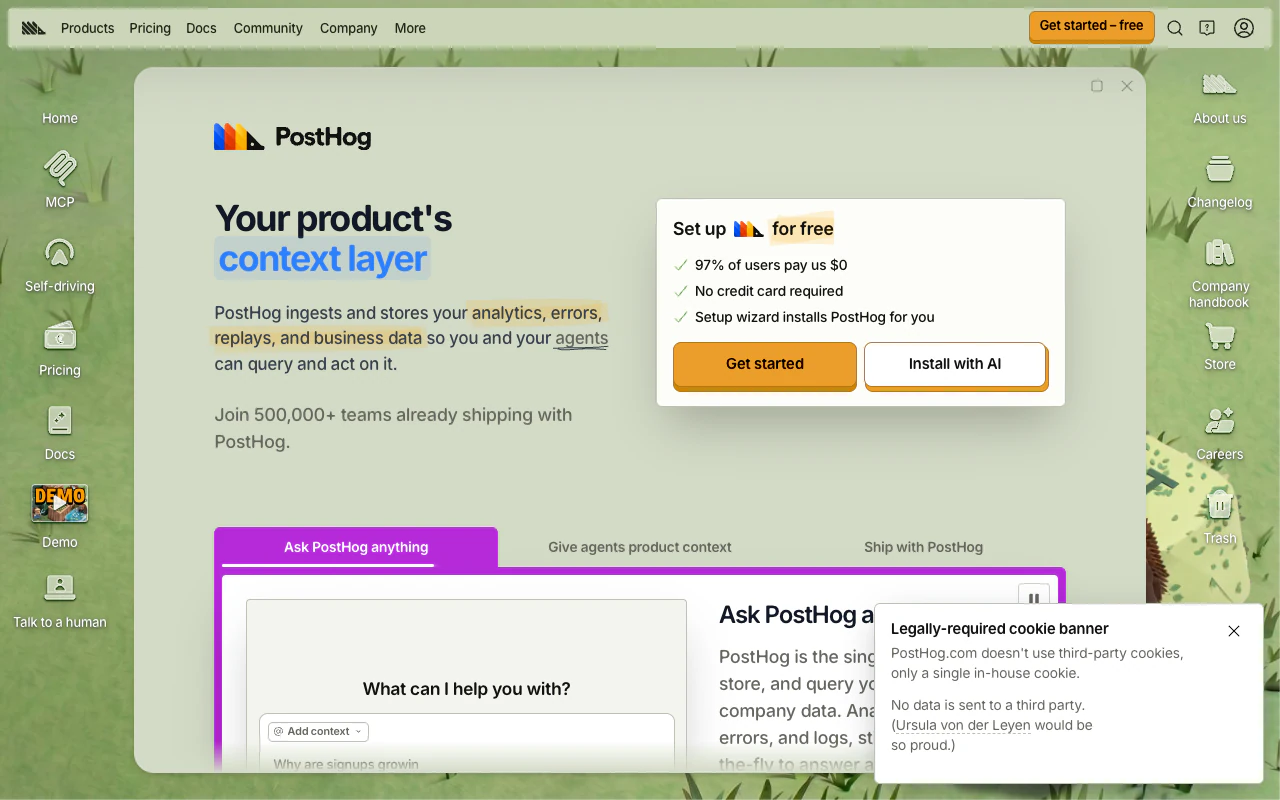 Products Pricing Docs Community Company More Get started – free
Home
MCP
Self-driving
Pricing
Docs
DEMO
Demo
Talk to a human
PostHog
Your product's
context layer
PostHog ingests and stores your analytics, errors,
replays, and business data so you and your agents
can query and act on it.
Join 500,000+ teams already shipping with
PostHog.
Set up for free
97% of users pay us $0
No credit card required
Setup wizard installs PostHog for you
Get started Install with AI
Ask PostHog anything Give agents product context Ship with PostHog
What can I help you with?
@ Add context
Why are signups growin
Ask PostHog a
PostHog is the sing
store, and query yo
company data. Ana
errors, and logs, st
the-fly to answer a
About us
Changelog
Company
handbook
Store
Careers
Trash
Legally-required cookie banner
PostHog.com doesn't use third-party cookies,
only a single in-house cookie.
No data is sent to a third party.
(Ursula von der Leyen would be
so proud.)